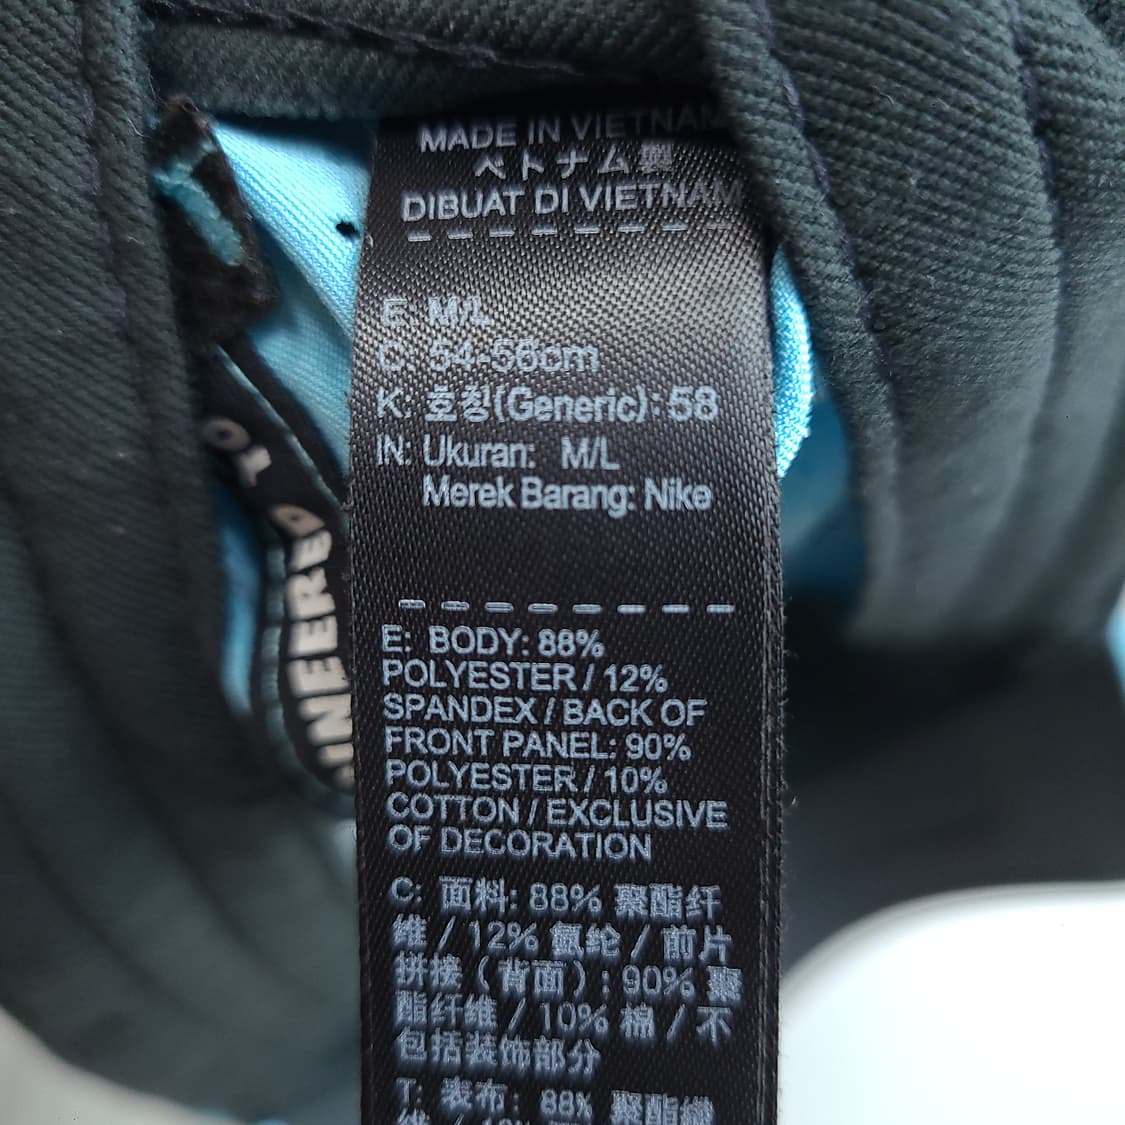 MADE IN VIETNAM
ベトナム製
DIBUAT DI VIETNAM
E: M/L
C: 54-56cm
K: 호칭(Generic): 58
IN: Ukuran: M/L
Merek Barang: Nike
E: BODY: 88%
POLYESTER / 12%
SPANDEX / BACK OF
FRONT PANEL: 90%
POLYESTER / 10%
COTTON / EXCLUSIVE
OF DECORATION
C: 面料: 88% 聚酯纤
维 / 12% 氨纶 / 前片
拼接（背面）: 90% 聚
酯纤维 / 10% 棉 / 不
包括装饰部分
T: 表布: 88% 聚酯纖
TO